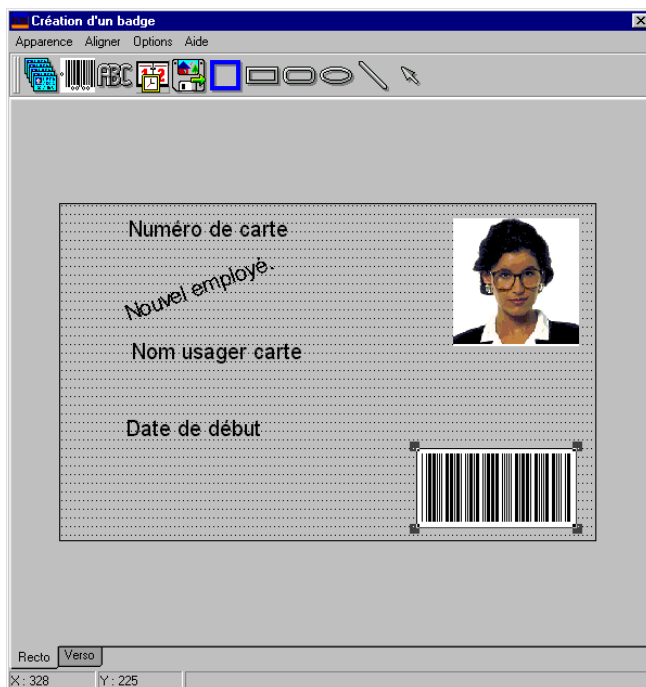 Création d'un badge
Apparence Aligner Options Aide
ABC
Numéro de carte
Nouvel employé.
Nom usager carte
Date de début
Recto Verso
X : 328 Y : 225